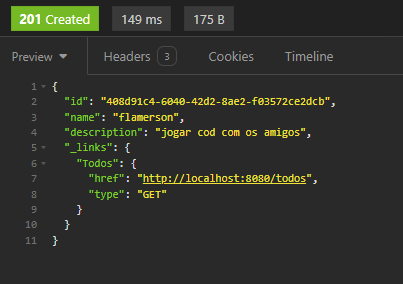 201 Created 149 ms 175 B
Preview Headers 3 Cookies Timeline
1 {
2 "id": "408d91c4-6040-42d2-8ae2-f03572ce2dcb",
3 "name": "flamerson",
4 "description": "jogar cod com os amigos",
5 "_links": {
6 "Todos": {
7 "href": "http://localhost:8080/todos",
8 "type": "GET"
9 }
10 }
11 }